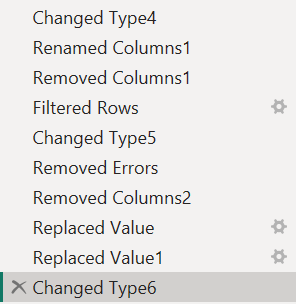 Changed Type4
Renamed Columns1
Removed Columns1
Filtered Rows
Changed Type5
Removed Errors
Removed Columns2
Replaced Value
Replaced Value1
Changed Type6